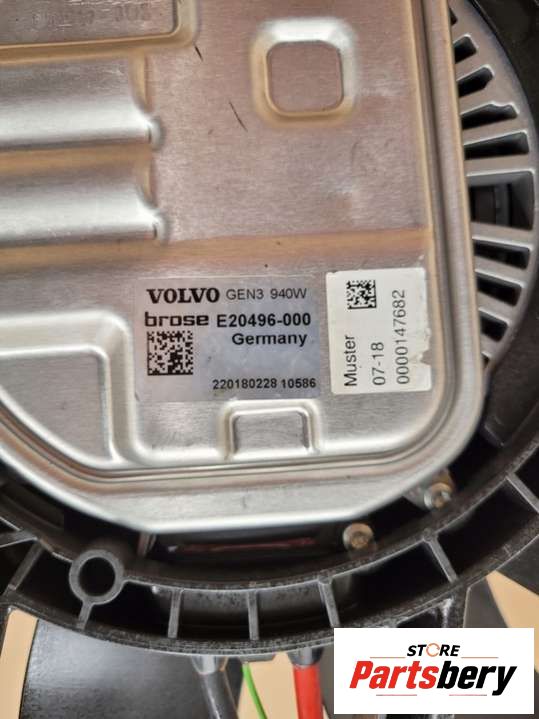 VOLVO GEN3 940W
brose E20496-000
Germany
220180228 10586
Muster
07-18
0000147682
STORE
Partsbery